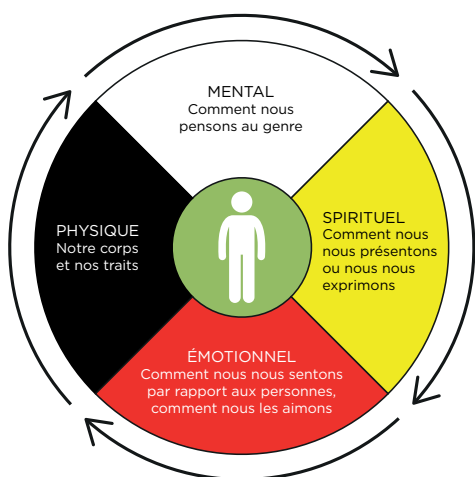 MENTAL
Comment nous
pensons au genre
PHYSIQUE
Notre corps
et nos traits
SPIRITUEL
Comment nous
nous présentons
ou nous nous
exprimons
ÉMOTIONNEL
Comment nous nous sentons
par rapport aux personnes,
comment nous les aimons